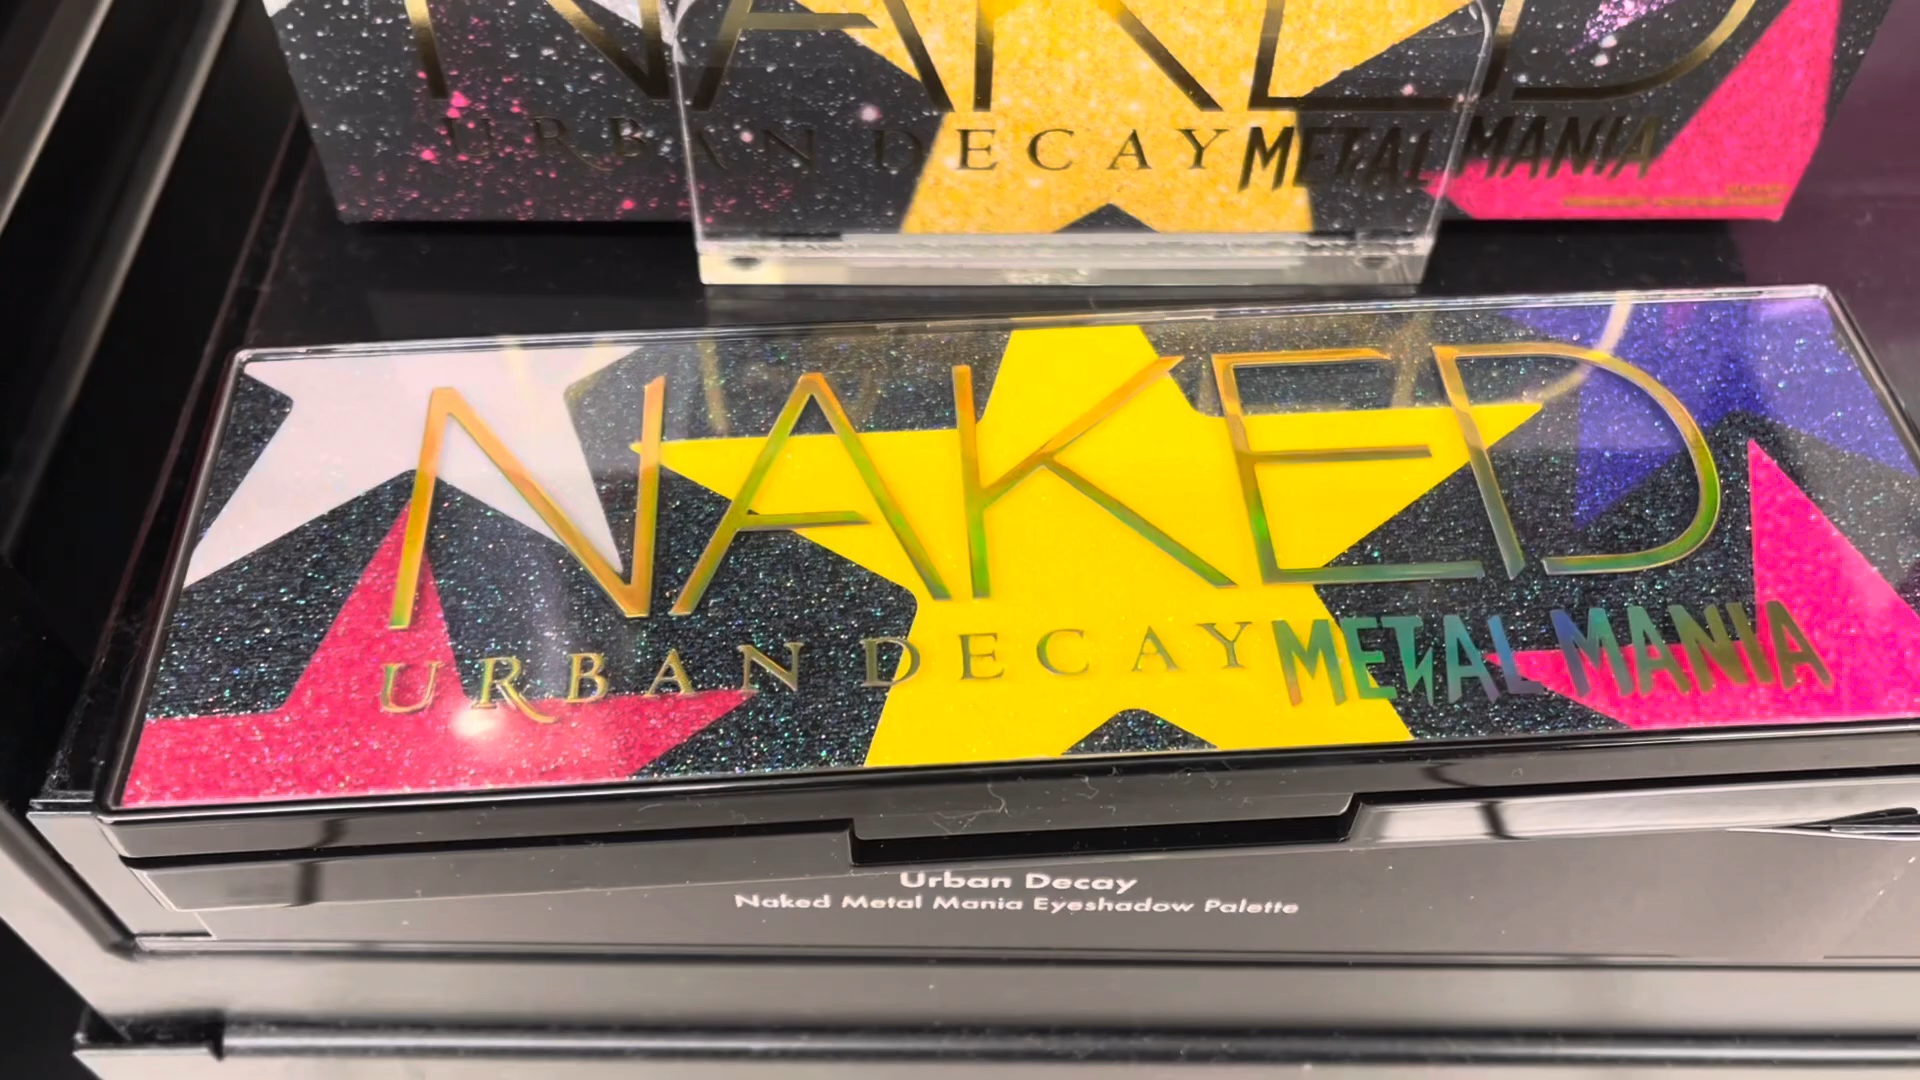 NAKED
URBAN DECAY METAL MANIA
NAKED
URBAN DECAY METAL MANIA
Urban Decay
Naked Metal Mania Eyeshadow Palette